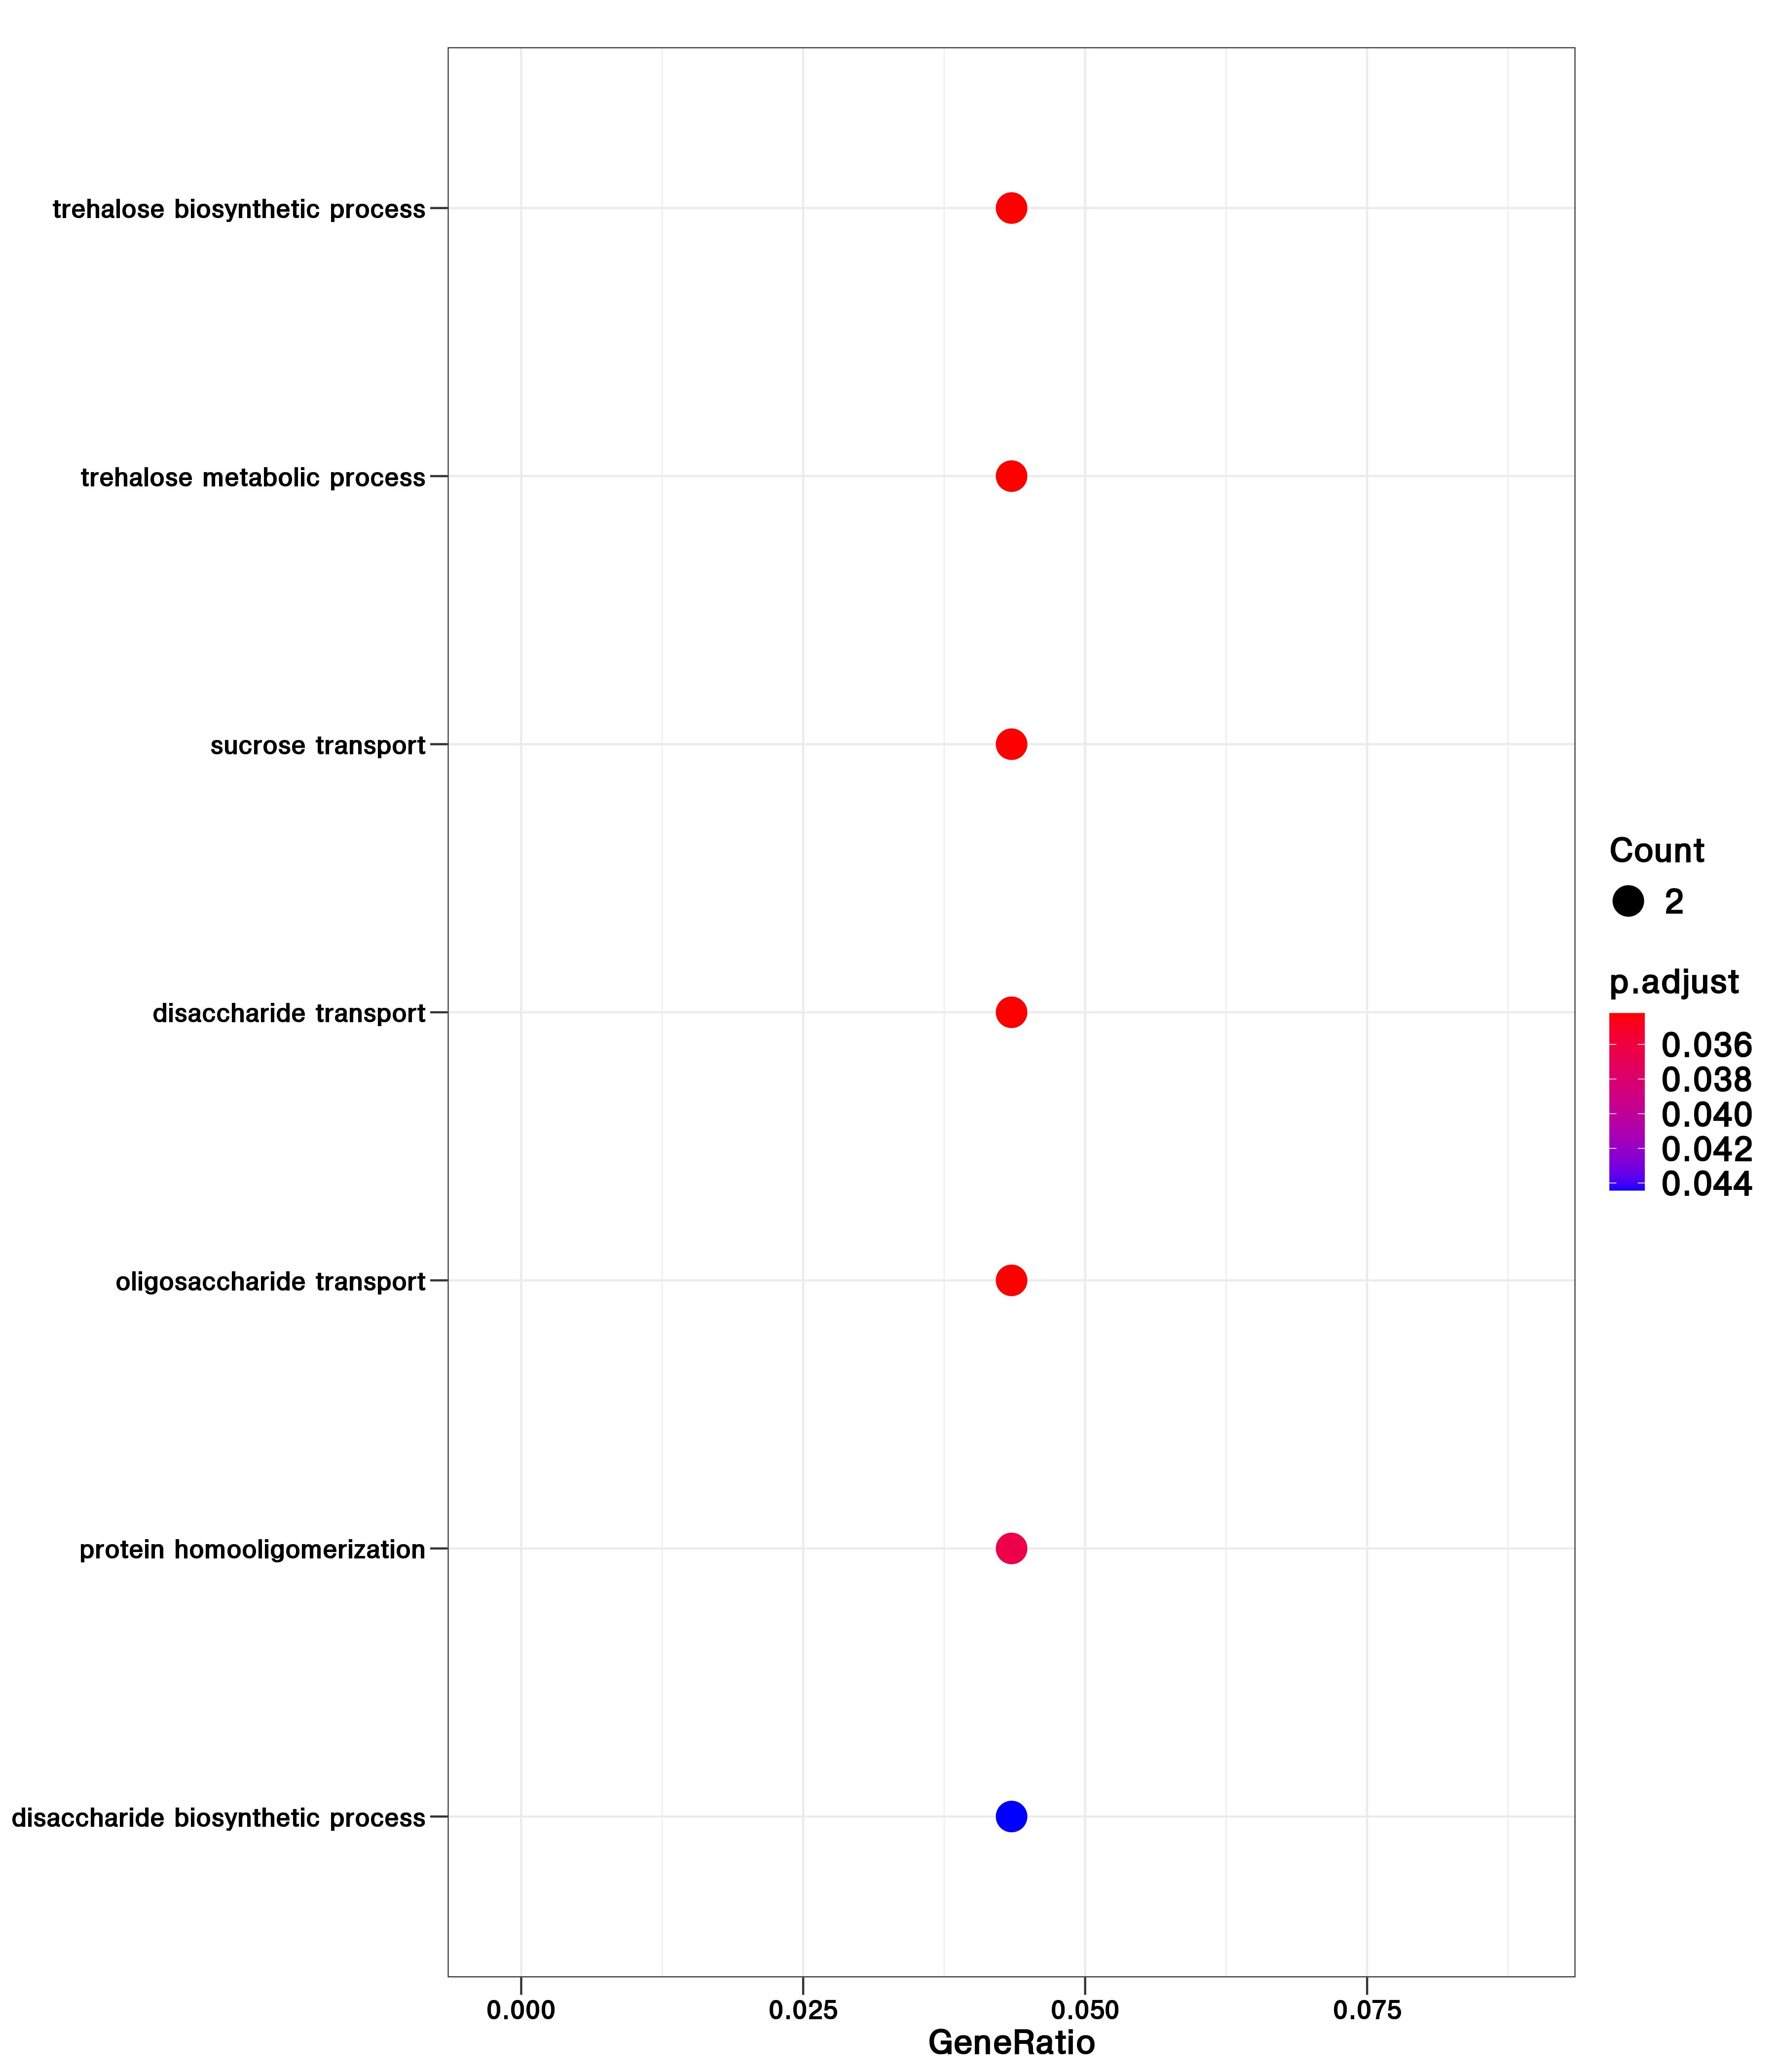 trehalose biosynthetic process
trehalose metabolic process
sucrose transport
disaccharide transport
oligosaccharide transport
protein homooligomerization
disaccharide biosynthetic process
0.000 0.025 0.050 0.075
GeneRatio
Count
2
p.adjust
0.036
0.038
0.040
0.042
0.044